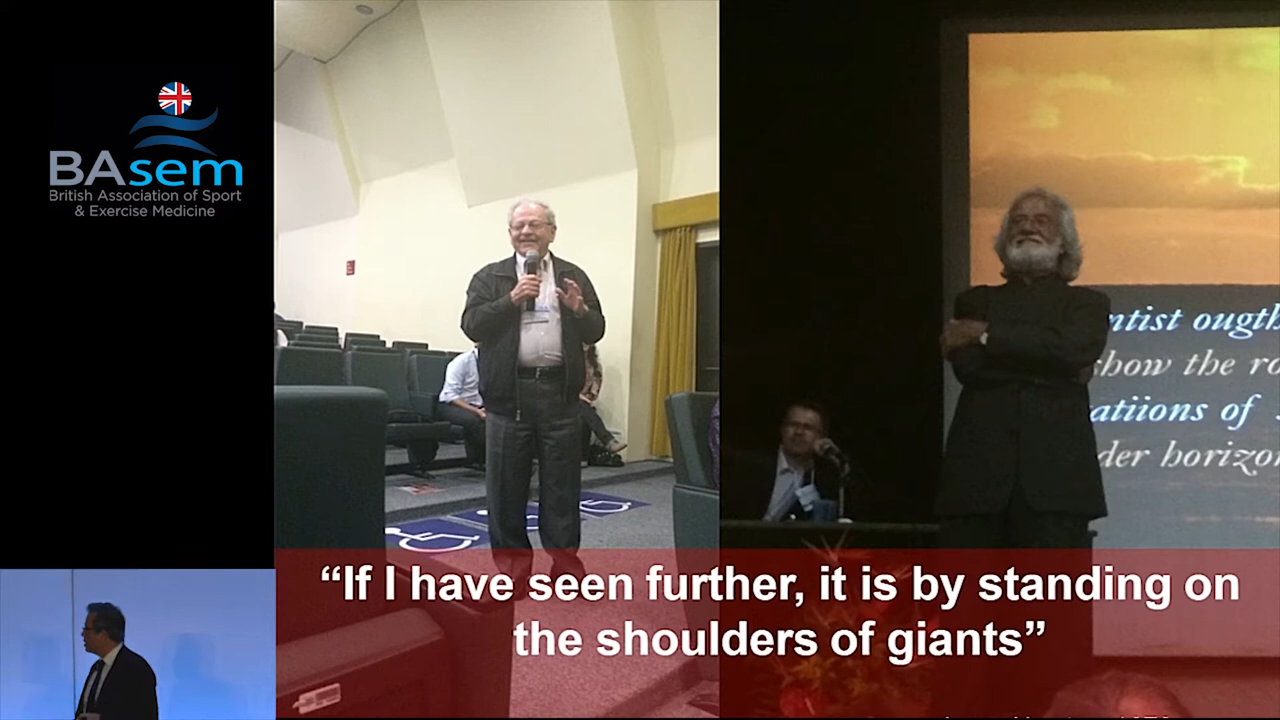 BAsem
British Association of Sport
& Exercise Medicine
ntist ougth
show the ro
atiions of
der horizon
“If I have seen further, it is by standing on
the shoulders of giants”